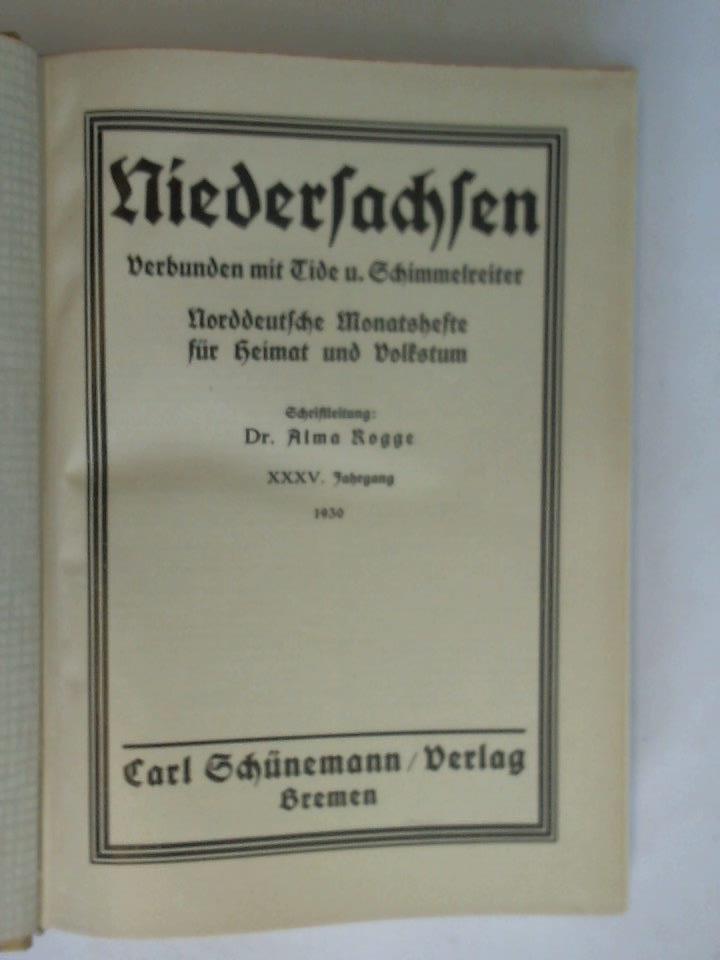 Niedersachsen
Verbunden mit Tide u. Schimmelreiter
Norddeutsche Monatshefte
für Heimat und Volkstum
Schriftleitung:
Dr. Alma Rogge
XXXV. Jahrgang
1930
Carl Schünemann / Verlag
Bremen